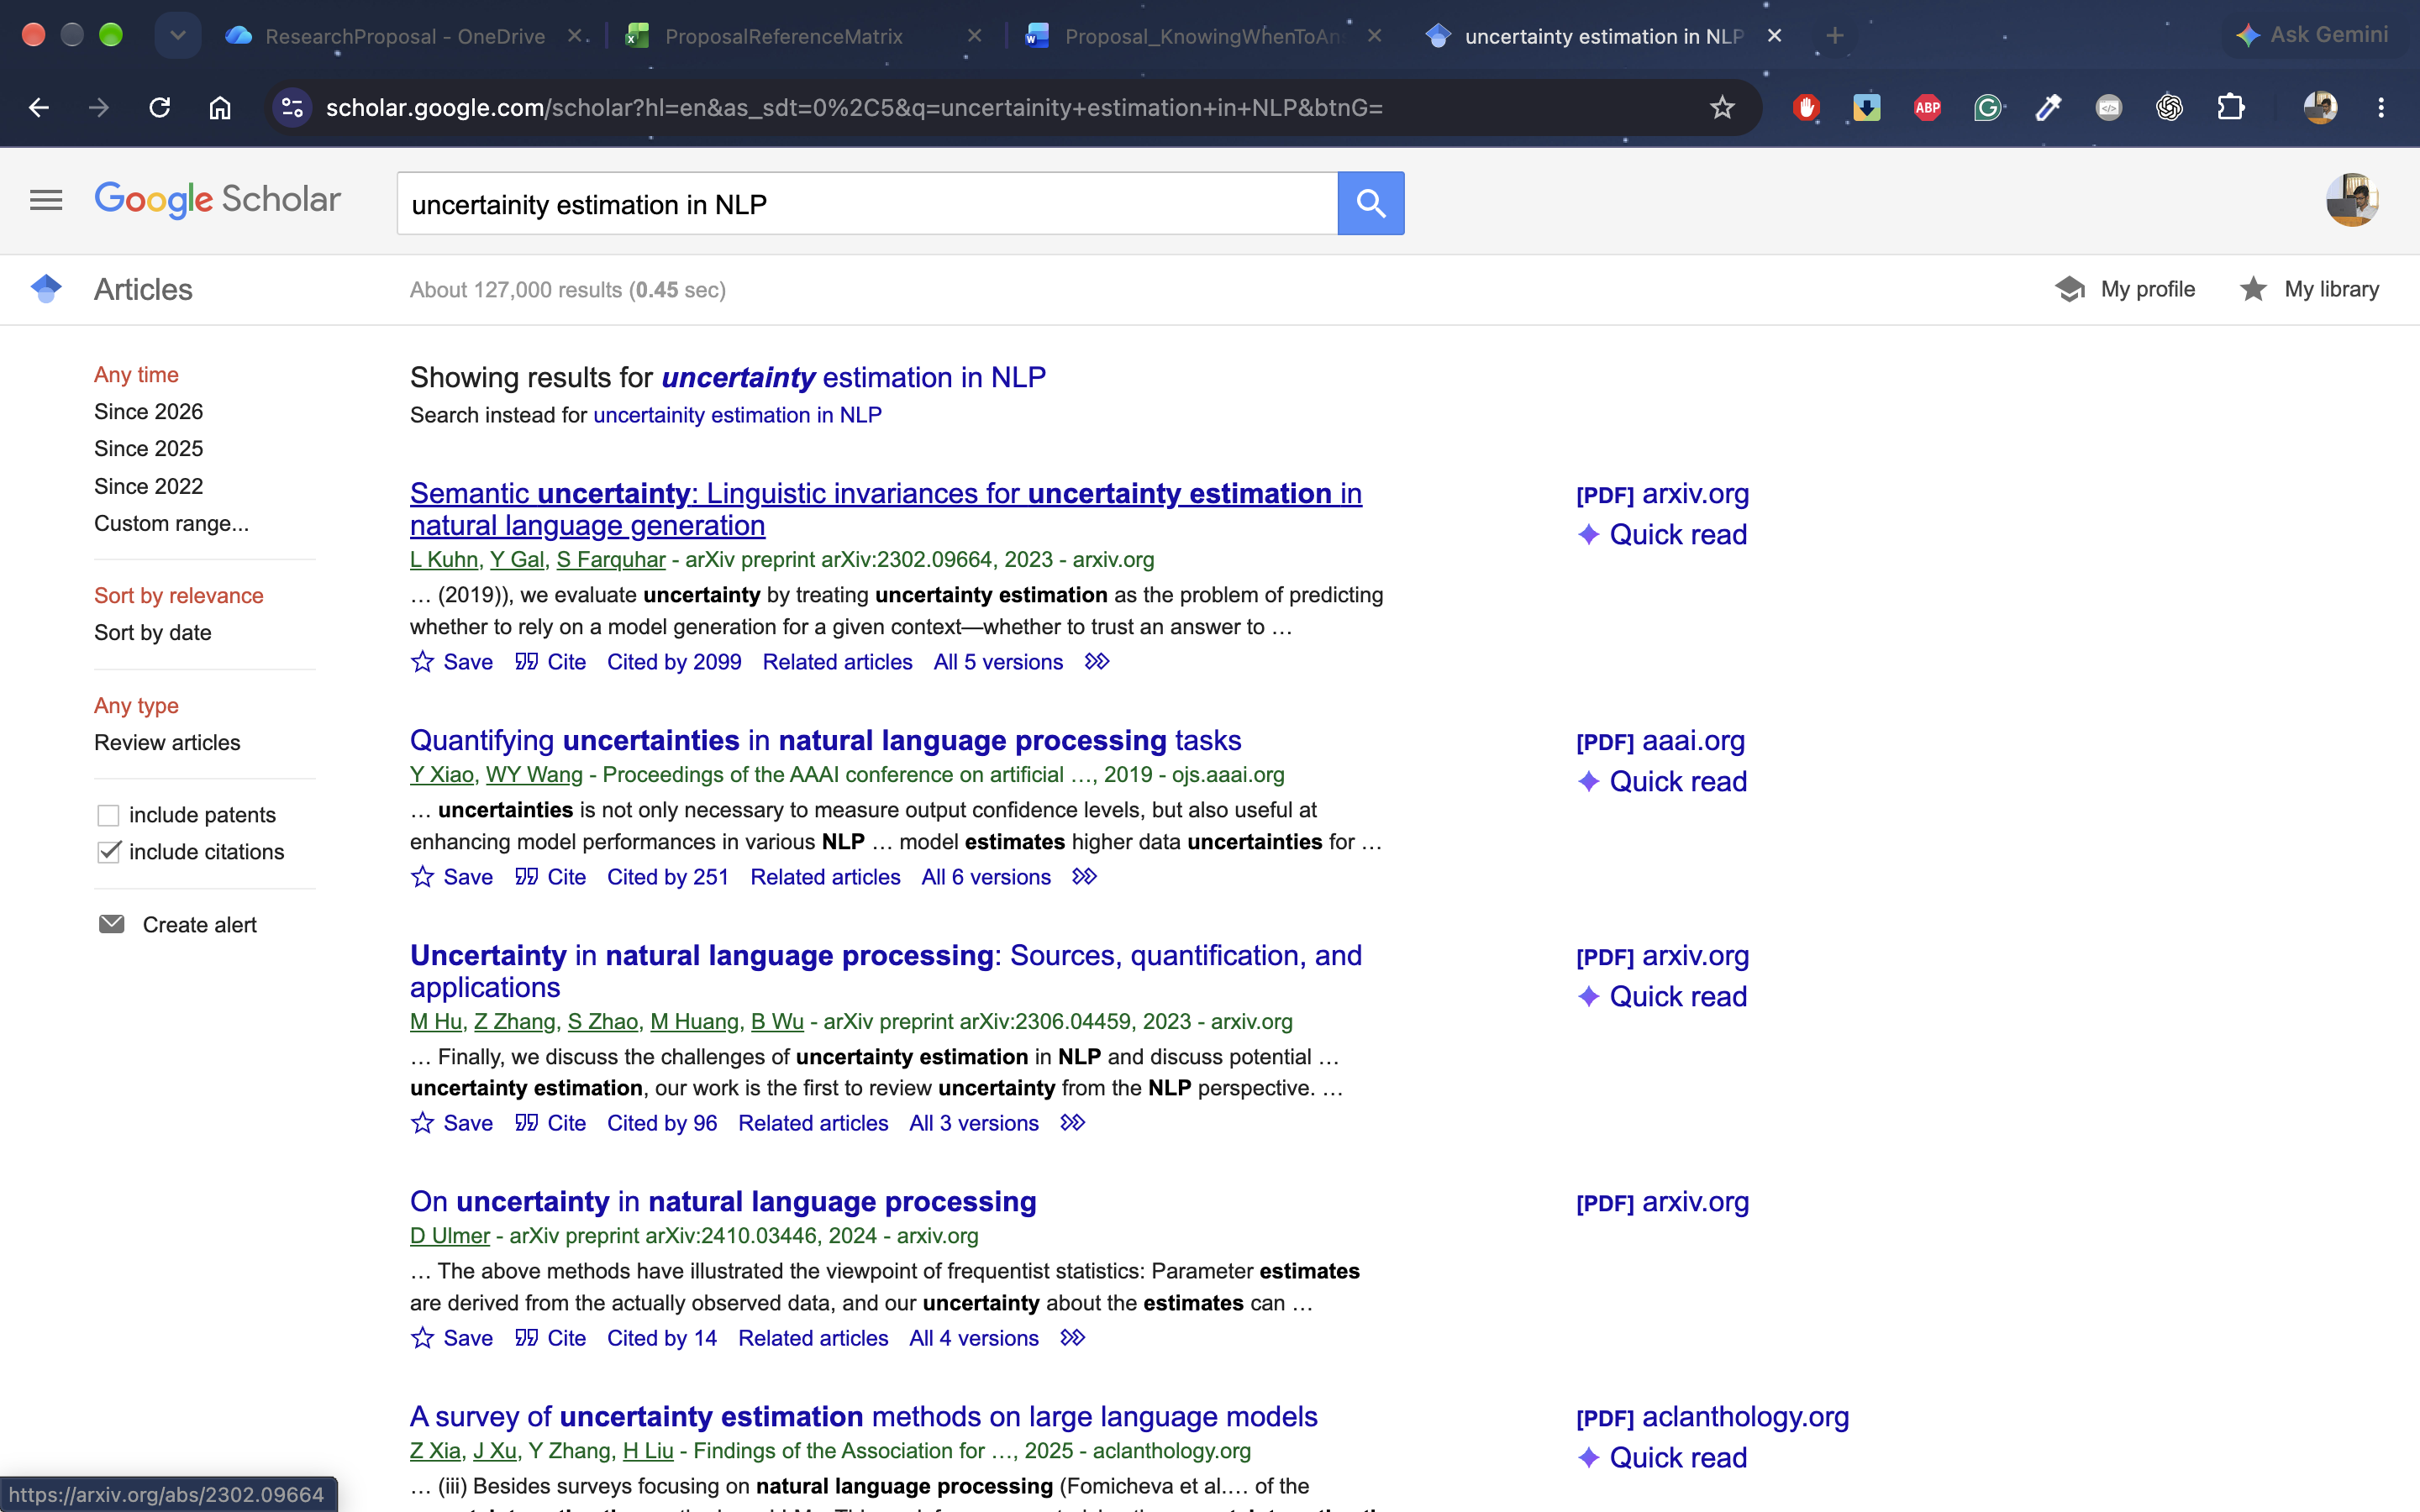 ResearchProposal - OneDrive
ProposalReferenceMatrix
Proposal_KnowingWhenToAn
uncertainty estimation in NLP
Ask Gemini
scholar.google.com/scholar?hl=en&as_sdt=0%2C5&q=uncertainity+estimation+in+NLP&btnG=
ABP
Google Scholar
uncertainity estimation in NLP
Articles
About 127,000 results (0.45 sec)
My profile
My library
Any time
Since 2026
Since 2025
Since 2022
Custom range...
Sort by relevance
Sort by date
Any type
Review articles
include patents
include citations
Create alert
Showing results for uncertainty estimation in NLP
Search instead for uncertainity estimation in NLP
Semantic uncertainty: Linguistic invariances for uncertainty estimation in
natural language generation
L Kuhn, Y Gal, S Farquhar - arXiv preprint arXiv:2302.09664, 2023 - arxiv.org
… (2019)), we evaluate uncertainty by treating uncertainty estimation as the problem of predicting
whether to rely on a model generation for a given context—whether to trust an answer to …
Save Cite Cited by 2099 Related articles All 5 versions
[PDF] arxiv.org
Quick read
Quantifying uncertainties in natural language processing tasks
Y Xiao, WY Wang - Proceedings of the AAAI conference on artificial …, 2019 - ojs.aaai.org
… uncertainties is not only necessary to measure output confidence levels, but also useful at
enhancing model performances in various NLP … model estimates higher data uncertainties for …
Save Cite Cited by 251 Related articles All 6 versions
[PDF] aaai.org
Quick read
Uncertainty in natural language processing: Sources, quantification, and
applications
M Hu, Z Zhang, S Zhao, M Huang, B Wu - arXiv preprint arXiv:2306.04459, 2023 - arxiv.org
… Finally, we discuss the challenges of uncertainty estimation in NLP and discuss potential …
uncertainty estimation, our work is the first to review uncertainty from the NLP perspective. …
Save Cite Cited by 96 Related articles All 3 versions
[PDF] arxiv.org
Quick read
On uncertainty in natural language processing
D Ulmer - arXiv preprint arXiv:2410.03446, 2024 - arxiv.org
… The above methods have illustrated the viewpoint of frequentist statistics: Parameter estimates
are derived from the actually observed data, and our uncertainty about the estimates can …
Save Cite Cited by 14 Related articles All 4 versions
[PDF] arxiv.org
A survey of uncertainty estimation methods on large language models
Z Xia, J Xu, Y Zhang, H Liu - Findings of the Association for …, 2025 - aclanthology.org
… (iii) Besides surveys focusing on natural language processing (Fomicheva et al.… of the
[PDF] aclanthology.org
Quick read
https://arxiv.org/abs/2302.09664